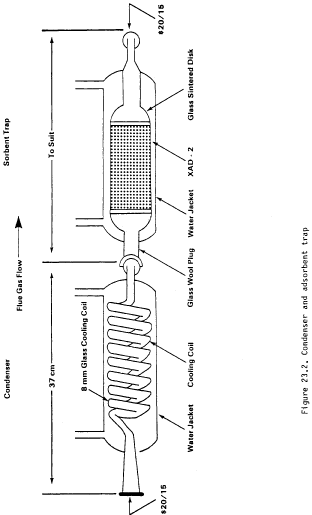 Condenser
Sorbent Trap
Flue Gas Flow
37 cm
To Suit
8 mm Glass Cooling Coil
$20/15
$20/15
Water Jacket
Cooling Coil
Glass Wool Plug
Water Jacket
XAD - 2
Glass Sintered Disk
Figure 23.2. Condenser and adsorbent trap